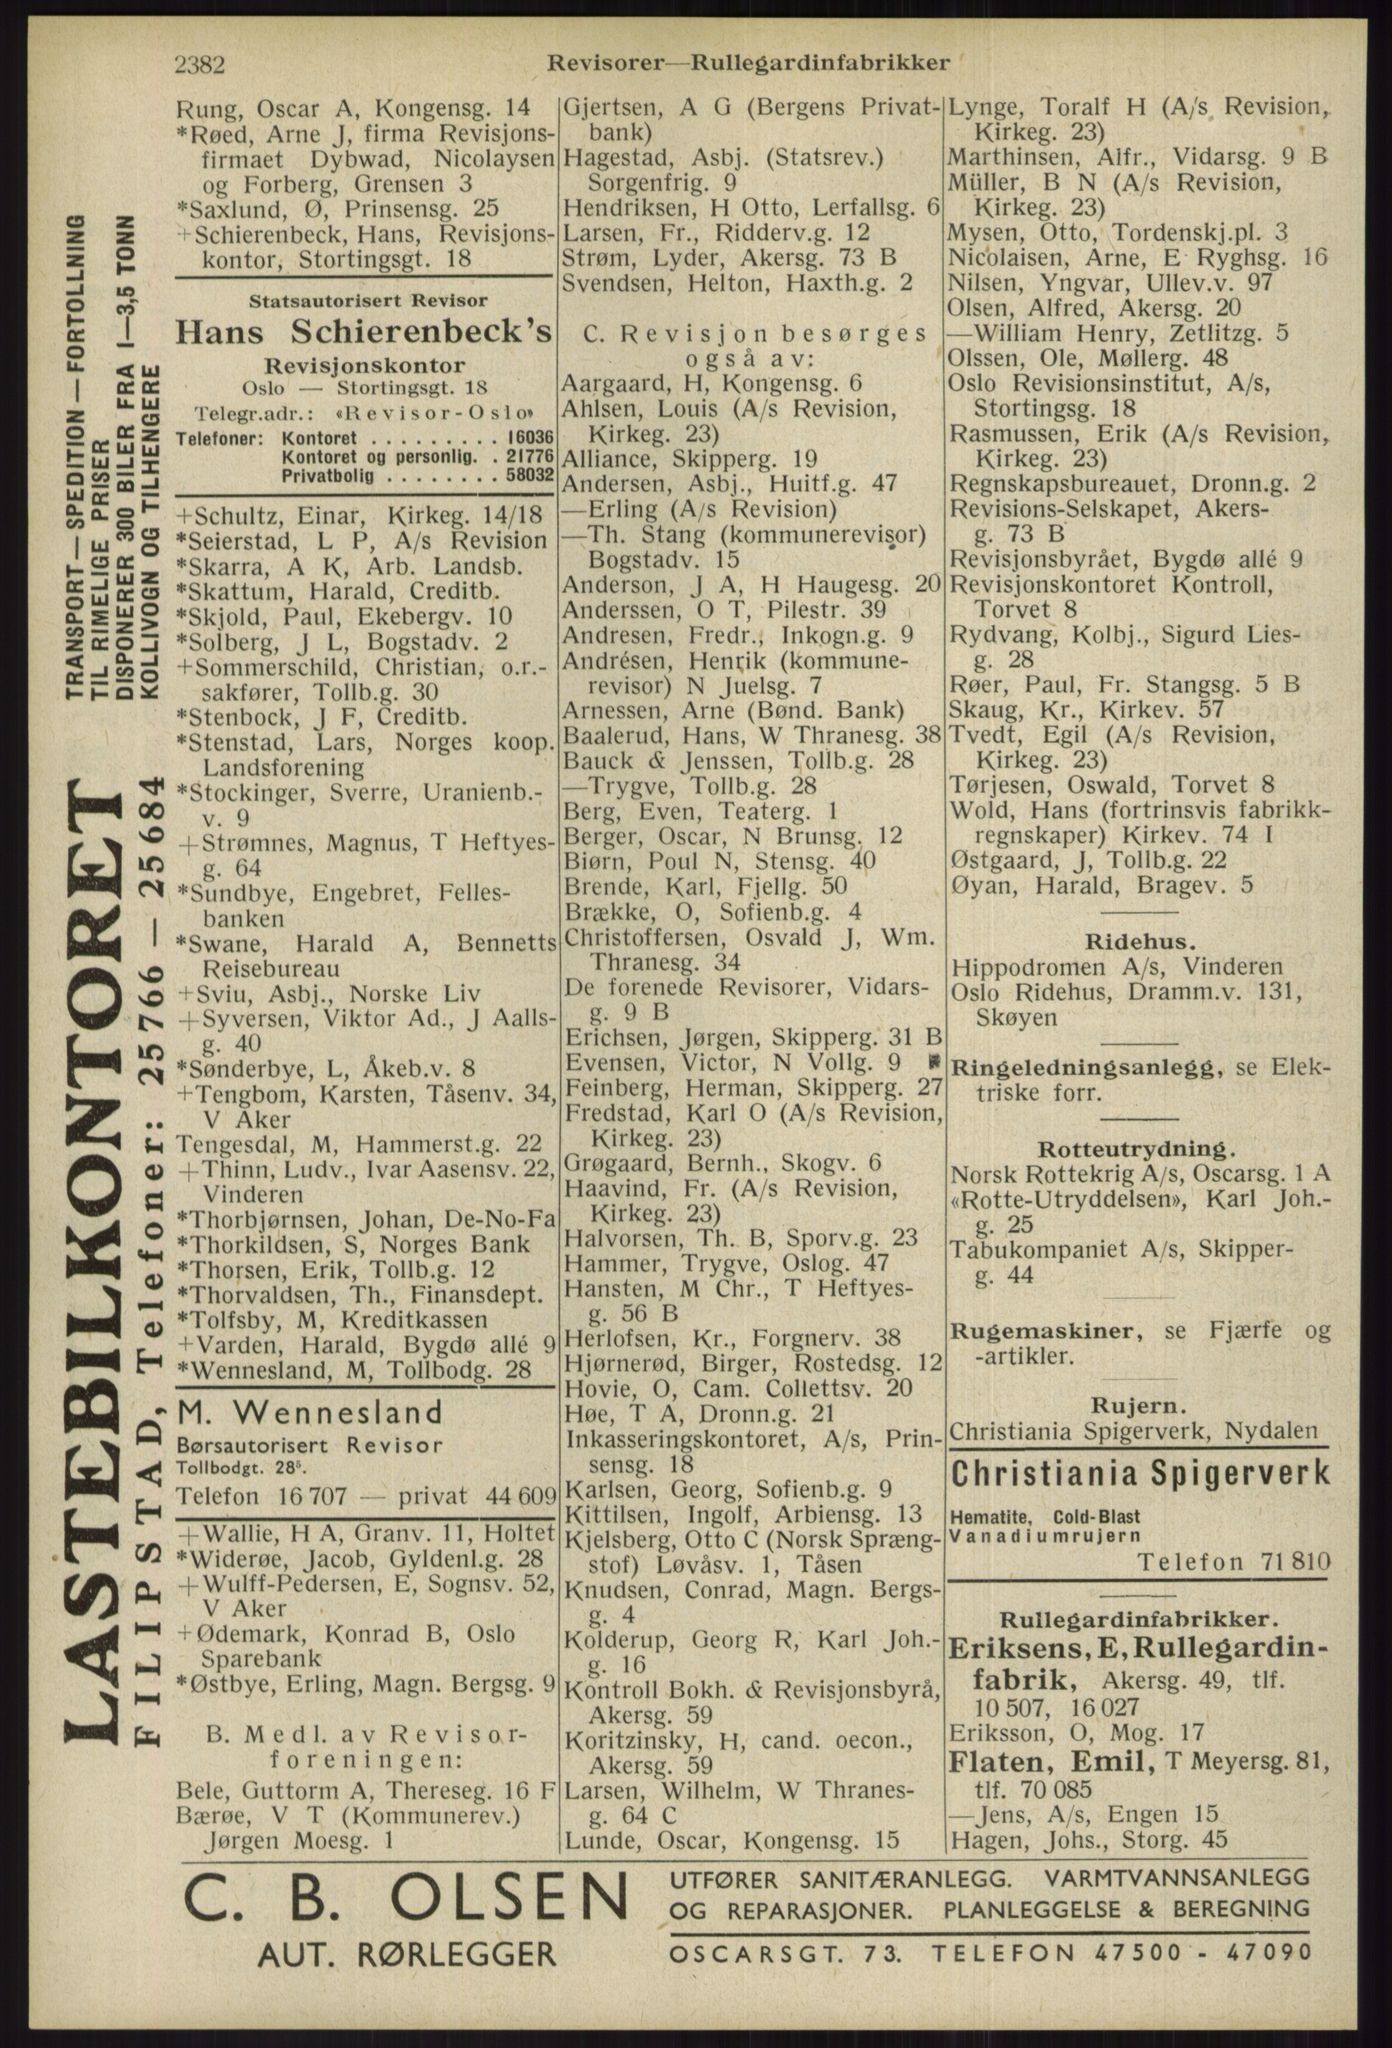 2382
Revisorer—Rullegardinfabrikker
TRANSPORT—SPEDITION—FORTOLLNING
TIL RIMELIGE PRISER
DISPONERER 300 BILER FRA 1—3,5 TONN
KOLLIVOGN OG TILHENGERE
LASTEBILKONTORET
FILIPSTAD, Telefoner: 25766 — 25684
Rung, Oscar A, Kongensg. 14
*Røed, Arne J, firma Revisjons-
firmaet Dybwad, Nicolaysen
og Forberg, Grensen 3
*Saxlund, Ø, Prinsensg. 25
+Schierenbeck, Hans, Revisjons-
kontor, Stortingsgt. 18
Statsautorisert Revisor
Hans Schierenbeck's
Revisjonskontor
Oslo — Stortingsgt. 18
Telegr.adr.: «Revisor-Oslo»
Telefoner: Kontoret . . . . . . . . . 16036
Kontoret og personlig. . 21776
Privatbolig . . . . . . . . 58032
+Schultz, Einar, Kirkeg. 14/18
*Seierstad, L P, A/s Revision
*Skarra, A K, Arb. Landsb.
*Skattum, Harald, Creditb.
*Skjold, Paul, Ekebergv. 10
*Solberg, J L, Bogstadv. 2
+Sommerschild, Christian, o.r.-
sakfører, Tollb.g. 30
*Stenbock, J F, Creditb.
*Stenstad, Lars, Norges koop.
Landsforening
*Stockinger, Sverre, Uranienb.-
v. 9
+Strømnes, Magnus, T Heftyes-
g. 64
*Sundbye, Engebret, Felles-
banken
*Swane, Harald A, Bennetts
Reisebureau
+Sviu, Asbj., Norske Liv
+Syversen, Viktor Ad., J Aalls-
g. 40
*Sønderbye, L, Åkeb.v. 8
+Tengbom, Karsten, Tåsenv. 34,
V Aker
Tengesdal, M, Hammerst.g. 22
+Thinn, Ludv., Ivar Aasensv. 22,
Vinderen
*Thorbjørnsen, Johan, De-No-Fa
*Thorkildsen, S, Norges Bank
*Thorsen, Erik, Tollb.g. 12
*Thorvaldsen, Th., Finansdept.
*Tolfsby, M, Kreditkassen
+Varden, Harald, Bygdø allé 9
*Wennesland, M, Tollbodg. 28
M. Wennesland
Børsautorisert Revisor
Tollbodgt. 28⁵.
Telefon 16 707 — privat 44 609
+Wallie, H A, Granv. 11, Holtet
*Widerøe, Jacob, Gyldenl.g. 28
+Wulff-Pedersen, E, Sognsv. 52,
V Aker
+Ødemark, Konrad B, Oslo
Sparebank
*Østbye, Erling, Magn. Bergsg. 9
B. Medl. av Revisor-
foreningen:
Bele, Guttorm A, Thereseg. 16 F
Bærøe, V T (Kommunerev.)
Jørgen Moesg. 1
Gjertsen, A G (Bergens Privat-
bank)
Hagestad, Asbj. (Statsrev.)
Sorgenfrig. 9
Hendriksen, H Otto, Lerfallsg. 6
Larsen, Fr., Ridderv.g. 12
Strøm, Lyder, Akersg. 73 B
Svendsen, Helton, Haxth.g. 2
C. Revisjon besørges
også av:
Aargaard, H, Kongensg. 6
Ahlsen, Louis (A/s Revision,
Kirkeg. 23)
Alliance, Skipperg. 19
Andersen, Asbj., Huitf.g. 47
—Erling (A/s Revision)
—Th. Stang (kommunerevisor)
Bogstadv. 15
Anderson, J A, H Haugesg. 20
Anderssen, O T, Pilestr. 39
Andresen, Fredr., Inkogn.g. 9
Andrésen, Henrik (kommune-
revisor) N Juelsg. 7
Arnessen, Arne (Bønd. Bank)
Baalerud, Hans, W Thranesg. 38
Bauck & Jenssen, Tollb.g. 28
—Trygve, Tollb.g. 28
Berg, Even, Teaterg. 1
Berger, Oscar, N Brunsg. 12
Biørn, Poul N, Stensg. 40
Brende, Karl, Fjellg. 50
Brække, O, Sofienb.g. 4
Christoffersen, Osvald J, Wm.
Thranesg. 34
De forenede Revisorer, Vidars-
g. 9 B
Erichsen, Jørgen, Skipperg. 31 B
Evensen, Victor, N Vollg. 9
Feinberg, Herman, Skipperg. 27
Fredstad, Karl O (A/s Revision,
Kirkeg. 23)
Grøgaard, Bernh., Skogv. 6
Haavind, Fr. (A/s Revision,
Kirkeg. 23)
Halvorsen, Th. B, Sporv.g. 23
Hammer, Trygve, Oslog. 47
Hansten, M Chr., T Heftyes-
g. 56 B
Herlofsen, Kr., Forgnerv. 38
Hjørnerød, Birger, Rostedsg. 12
Hovie, O, Cam. Collettsv. 20
Høe, T A, Dronn.g. 21
Inkasseringskontoret, A/s, Prin-
sensg. 18
Karlsen, Georg, Sofienb.g. 9
Kittilsen, Ingolf, Arbiensg. 13
Kjelsberg, Otto C (Norsk Spræng-
stof) Løvåsv. 1, Tåsen
Knudsen, Conrad, Magn. Bergs-
g. 4
Kolderup, Georg R, Karl Joh.-
g. 16
Kontroll Bokh. & Revisjonsbyrå,
Akersg. 59
Koritzinsky, H, cand. oecon.,
Akersg. 59
Larsen, Wilhelm, W Thranes-
g. 64 C
Lunde, Oscar, Kongensg. 15
Lynge, Toralf H (A/s Revision,
Kirkeg. 23)
Marthinsen, Alfr., Vidarsg. 9 B
Müller, B N (A/s Revision,
Kirkeg. 23)
Mysen, Otto, Tordenskj.pl. 3
Nicolaisen, Arne, E Ryghsg. 16
Nilsen, Yngvar, Ullev.v. 97
Olsen, Alfred, Akersg. 20
—William Henry, Zetlitzg. 5
Olssen, Ole, Møllerg. 48
Oslo Revisionsinstitut, A/s,
Stortingsg. 18
Rasmussen, Erik (A/s Revision,
Kirkeg. 23)
Regnskapsbureauet, Dronn.g. 2
Revisions-Selskapet, Akers-
g. 73 B
Revisjonsbyrået, Bygdø allé 9
Revisjonskontoret Kontroll,
Torvet 8
Rydvang, Kolbj., Sigurd Lies-
g. 28
Røer, Paul, Fr. Stangsg. 5 B
Skaug, Kr., Kirkev. 57
Tvedt, Egil (A/s Revision,
Kirkeg. 23)
Tørjesen, Oswald, Torvet 8
Wold, Hans (fortrinsvis fabrikk-
regnskaper) Kirkev. 74 I
Østgaard, J, Tollb.g. 22
Øyan, Harald, Bragev. 5
Ridehus.
Hippodromen A/s, Vinderen
Oslo Ridehus, Dramm.v. 131,
Skøyen
Ringeledningsanlegg, se Elek-
triske forr.
Rotteutrydning.
Norsk Rottekrig A/s, Oscarsg. 1 A
«Rotte-Utryddelsen», Karl Joh.-
g. 25
Tabukompaniet A/s, Skipper-
g. 44
Rugemaskiner, se Fjærfe og
-artikler.
Rujern.
Christiania Spigerverk, Nydalen
Christiania Spigerverk
Hematite, Cold-Blast
Vanadiumrujern
Telefon 71 810
Rullegardinfabrikker.
Eriksens, E, Rullegardin-
fabrik, Akersg. 49, tlf.
10 507, 16 027
Eriksson, O, Mog. 17
Flaten, Emil, T Meyersg. 81,
tlf. 70 085
—Jens, A/s, Engen 15
Hagen, Johs., Storg. 45
C. B. OLSEN
AUT. RØRLEGGER
UTFØRER SANITÆRANLEGG. VARMTVANNSANLEGG
OG REPARASJONER. PLANLEGGELSE & BEREGNING
OSCARSGT. 73. TELEFON 47500 - 47090